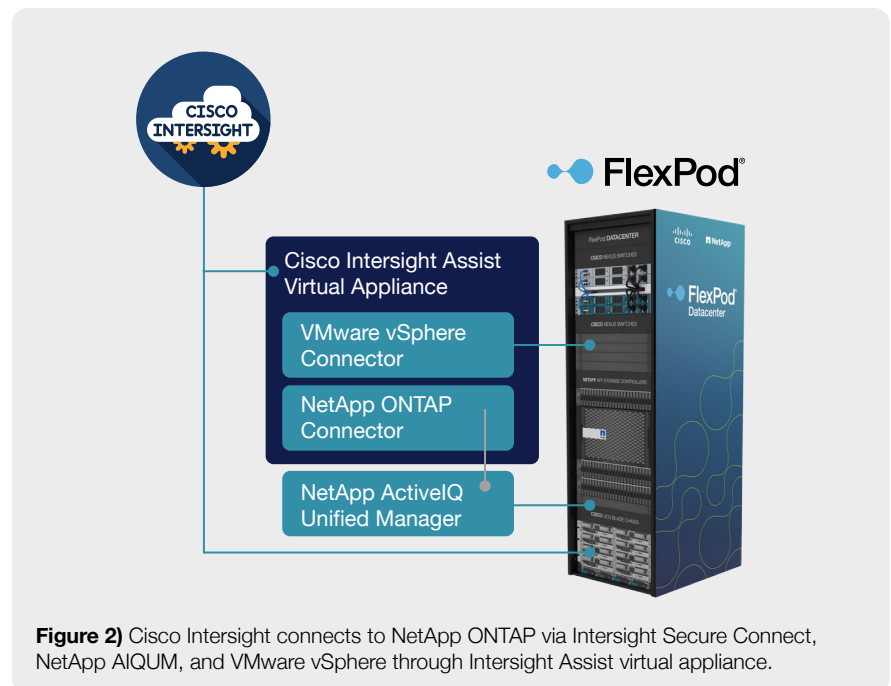 CISCO
INTERSIGHT
FlexPod®
Cisco Intersight Assist
Virtual Appliance
VMware vSphere
Connector
NetApp ONTAP
Connector
NetApp ActiveIQ
Unified Manager
FlexPod DATACENTER
CISCO NEXUS SWITCHES
CISCO NEXUS SWITCHES
NETAPP AFF STORAGE CONTROLLERS
CISCO UCS BLADE CHASSIS
CISCO
NetApp
FlexPod
Datacenter
Figure 2) Cisco Intersight connects to NetApp ONTAP via Intersight Secure Connect,
NetApp AIQUM, and VMware vSphere through Intersight Assist virtual appliance.